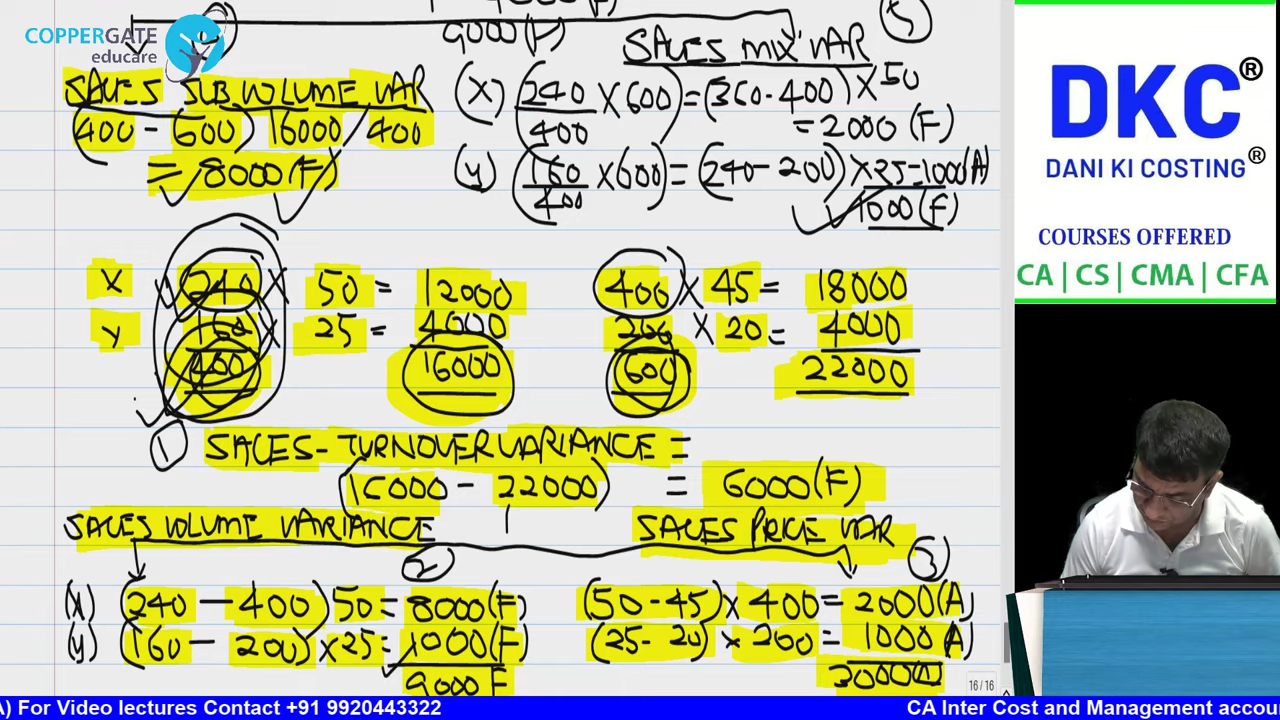 COPPERGATE
educare
9000 (F)
5
SALES MIX VAR
SALES SUB VOLUME VAR
(400 - 600) 16000/400
= 8000 (F)
(X) (240/400 X 600) = (360 - 400) X 50
= 2000 (F)
(y) (160/400 X 600) = (240 - 200) X 25 = 1000 (A)
1000 (F)
X 240 X 50 = 12000 400 X 45 = 18000
y 160 X 25 = 4000 200 X 20 = 4000
400 16000 600 22000
1 SALES - TURNOVER VARIANCE =
(16000 - 22000) = 6000 (F)
SALES VOLUME VARIANCE SALES PRICE VAR
2 3
(X) (240 - 400) 50 = 8000 (F) (50 - 45) X 400 = 2000 (A)
(y) (160 - 200) X 25 = 1000 (F) (25 - 20) X 200 = 1000 (A)
9000 F 3000 (A)
16/16
DKC®
DANI KI COSTING®
COURSES OFFERED
CA | CS | CMA | CFA
A) For Video lectures Contact +91 9920443322 CA Inter Cost and Management accou